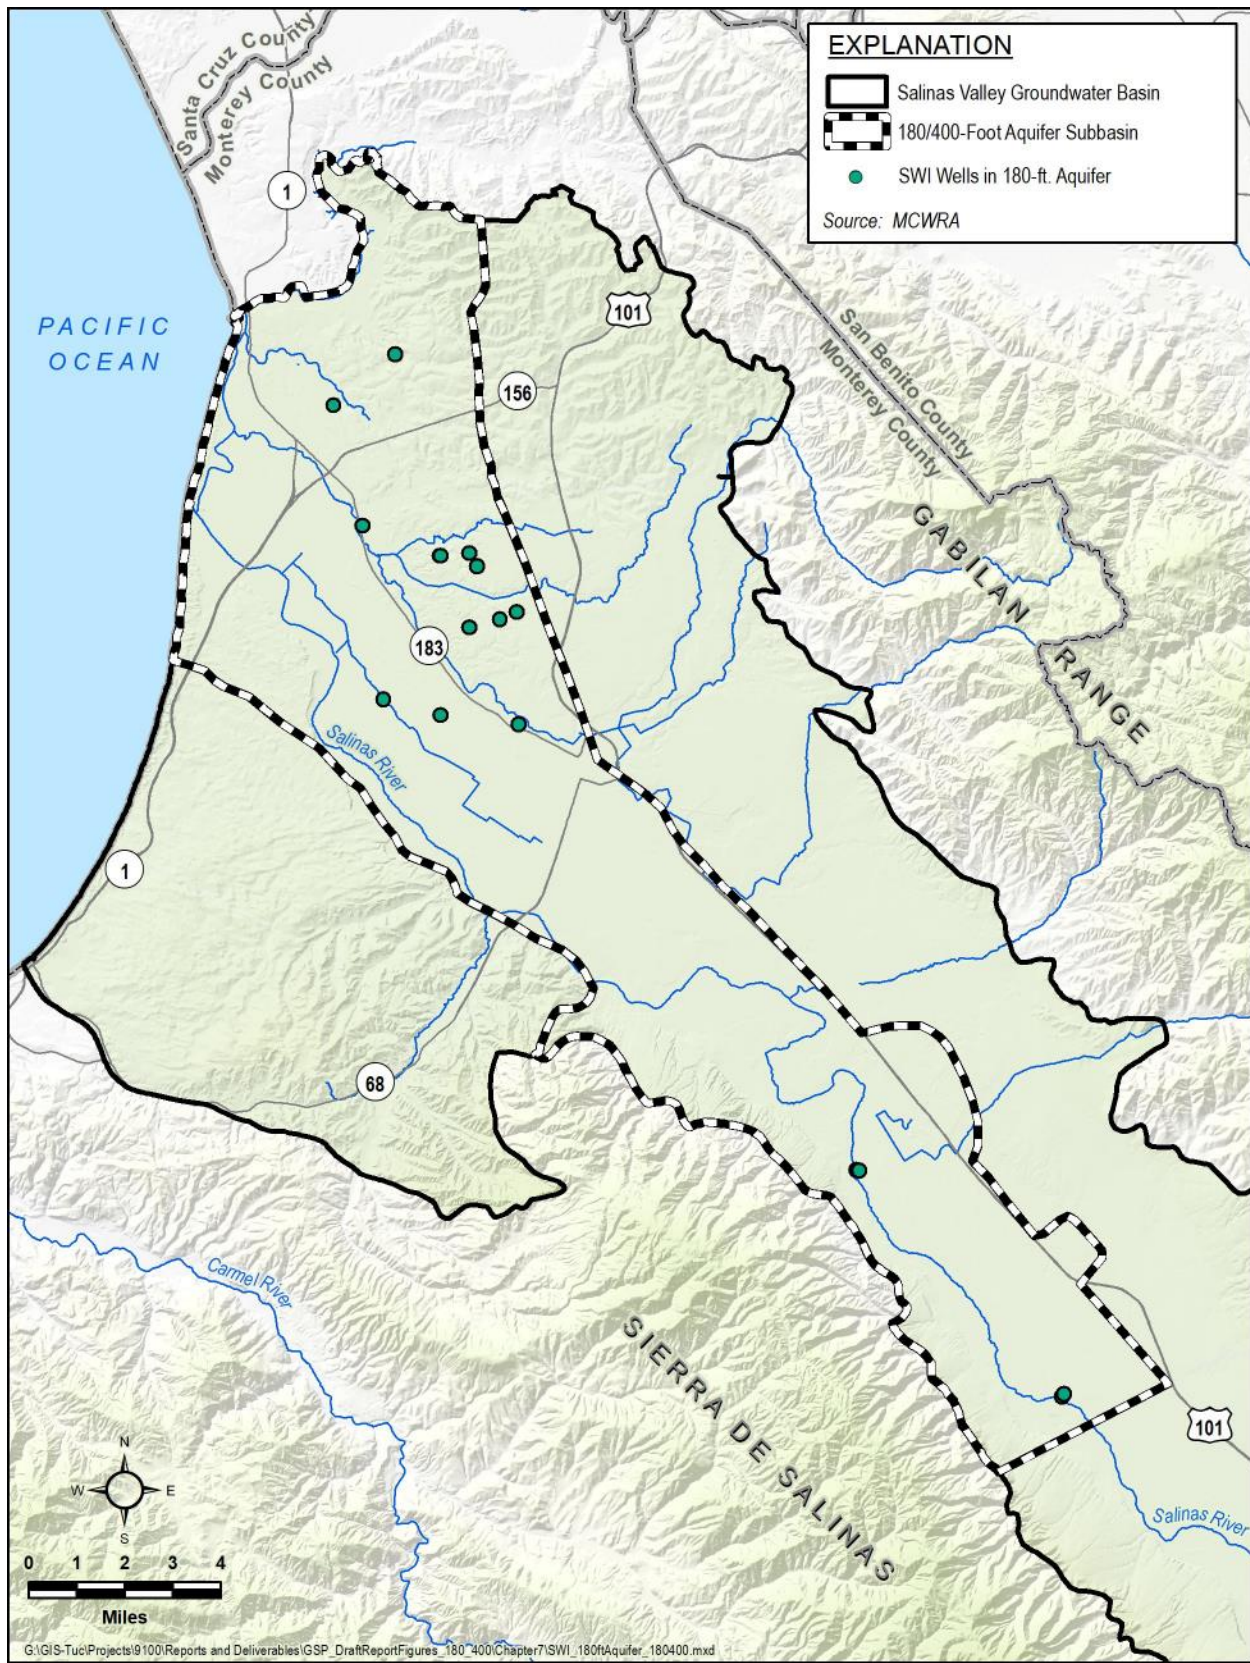 EXPLANATION
Salinas Valley Groundwater Basin
180/400-Foot Aquifer Subbasin
SWI Wells in 180-ft. Aquifer
Source: MCWRA
Santa Cruz County
Monterey County
1
PACIFIC
OCEAN
101
156
San Benito County
Monterey County
GABILAN
RANGE
183
Salinas River
1
68
Carmel River
SIERRA DE SALINAS
101
Salinas River
N
W
E
S
0 1 2 3 4
Miles
G:\GIS-Tuc\Projects\9100\Reports and Deliverables\GSP_DraftReportFigures_180_400\Chapter7\SWI_180ftAquifer_180400.mxd